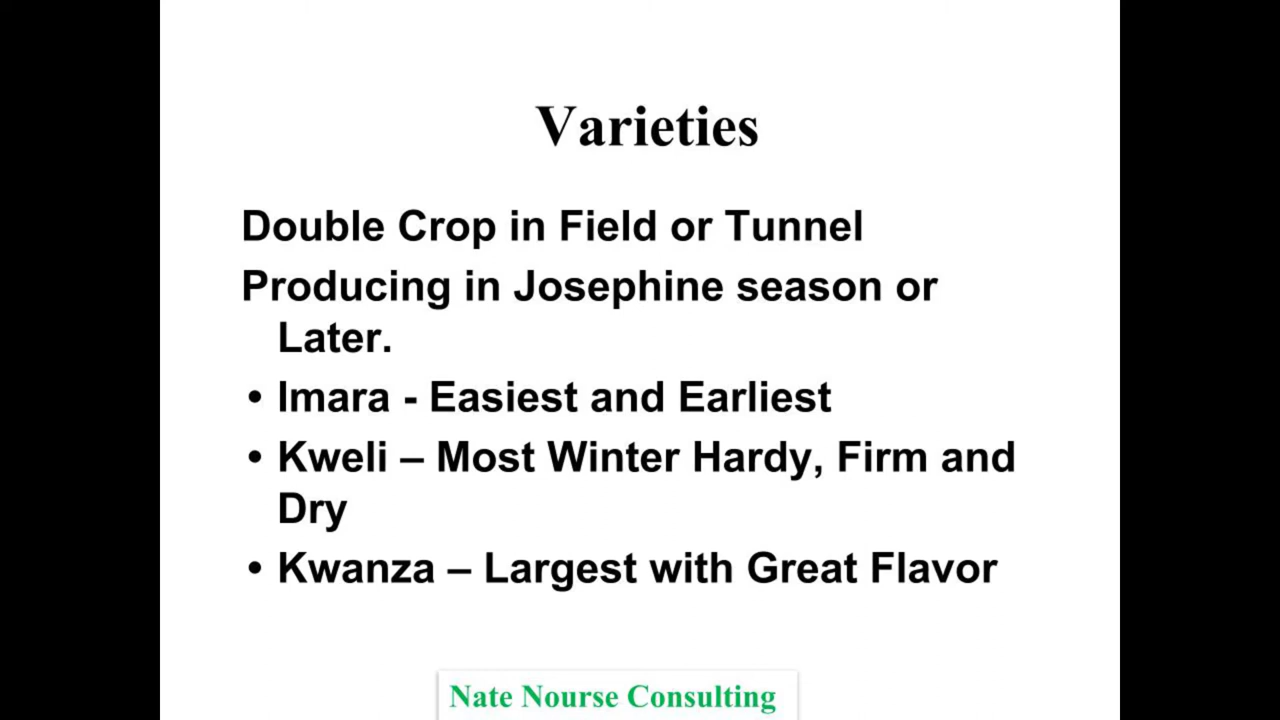 Varieties
Double Crop in Field or Tunnel
Producing in Josephine season or
Later.
• Imara - Easiest and Earliest
• Kweli – Most Winter Hardy, Firm and
Dry
• Kwanza – Largest with Great Flavor
Nate Nourse Consulting